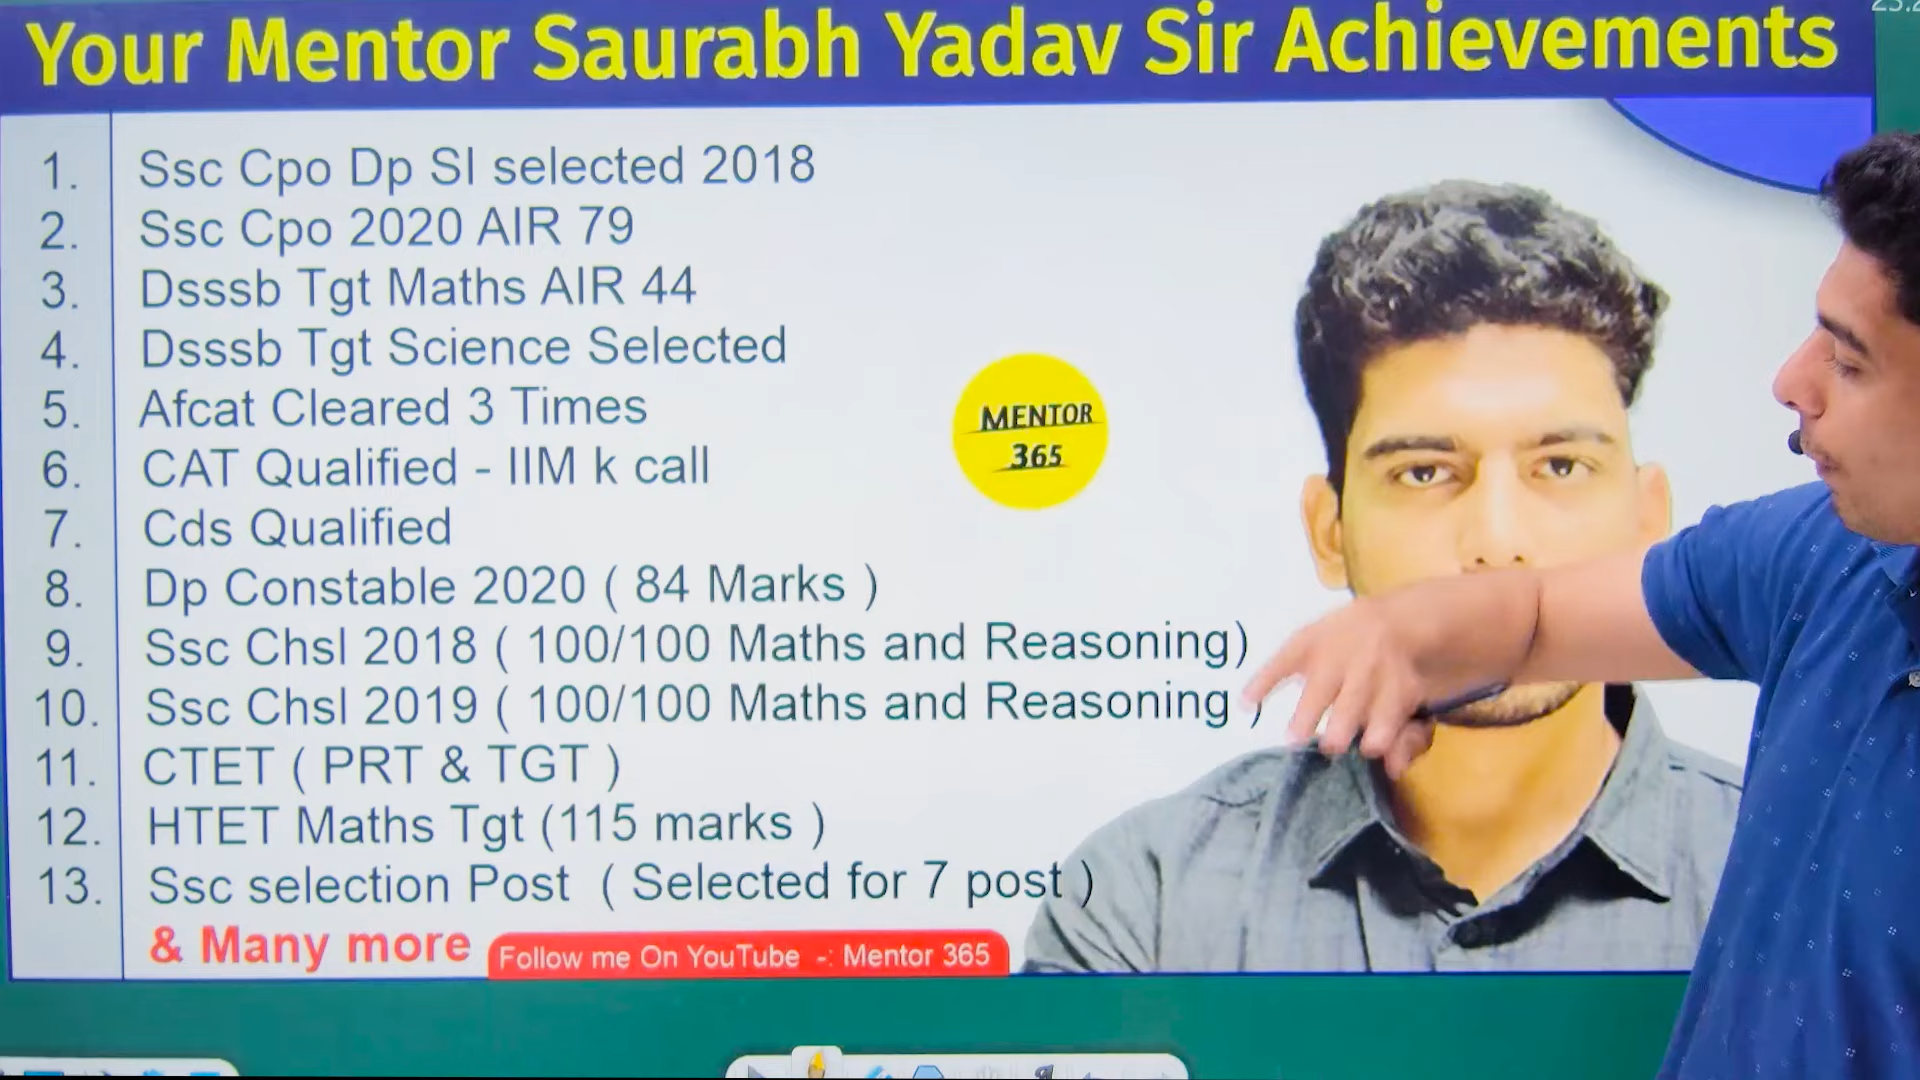 Your Mentor Saurabh Yadav Sir Achievements
1. Ssc Cpo Dp SI selected 2018
2. Ssc Cpo 2020 AIR 79
3. Dsssb Tgt Maths AIR 44
4. Dsssb Tgt Science Selected
5. Afcat Cleared 3 Times
6. CAT Qualified - IIM k call
7. Cds Qualified
8. Dp Constable 2020 ( 84 Marks )
9. Ssc Chsl 2018 ( 100/100 Maths and Reasoning)
10. Ssc Chsl 2019 ( 100/100 Maths and Reasoning )
11. CTET ( PRT & TGT )
12. HTET Maths Tgt (115 marks )
13. Ssc selection Post ( Selected for 7 post )
& Many more
Follow me On YouTube -: Mentor 365
MENTOR
365